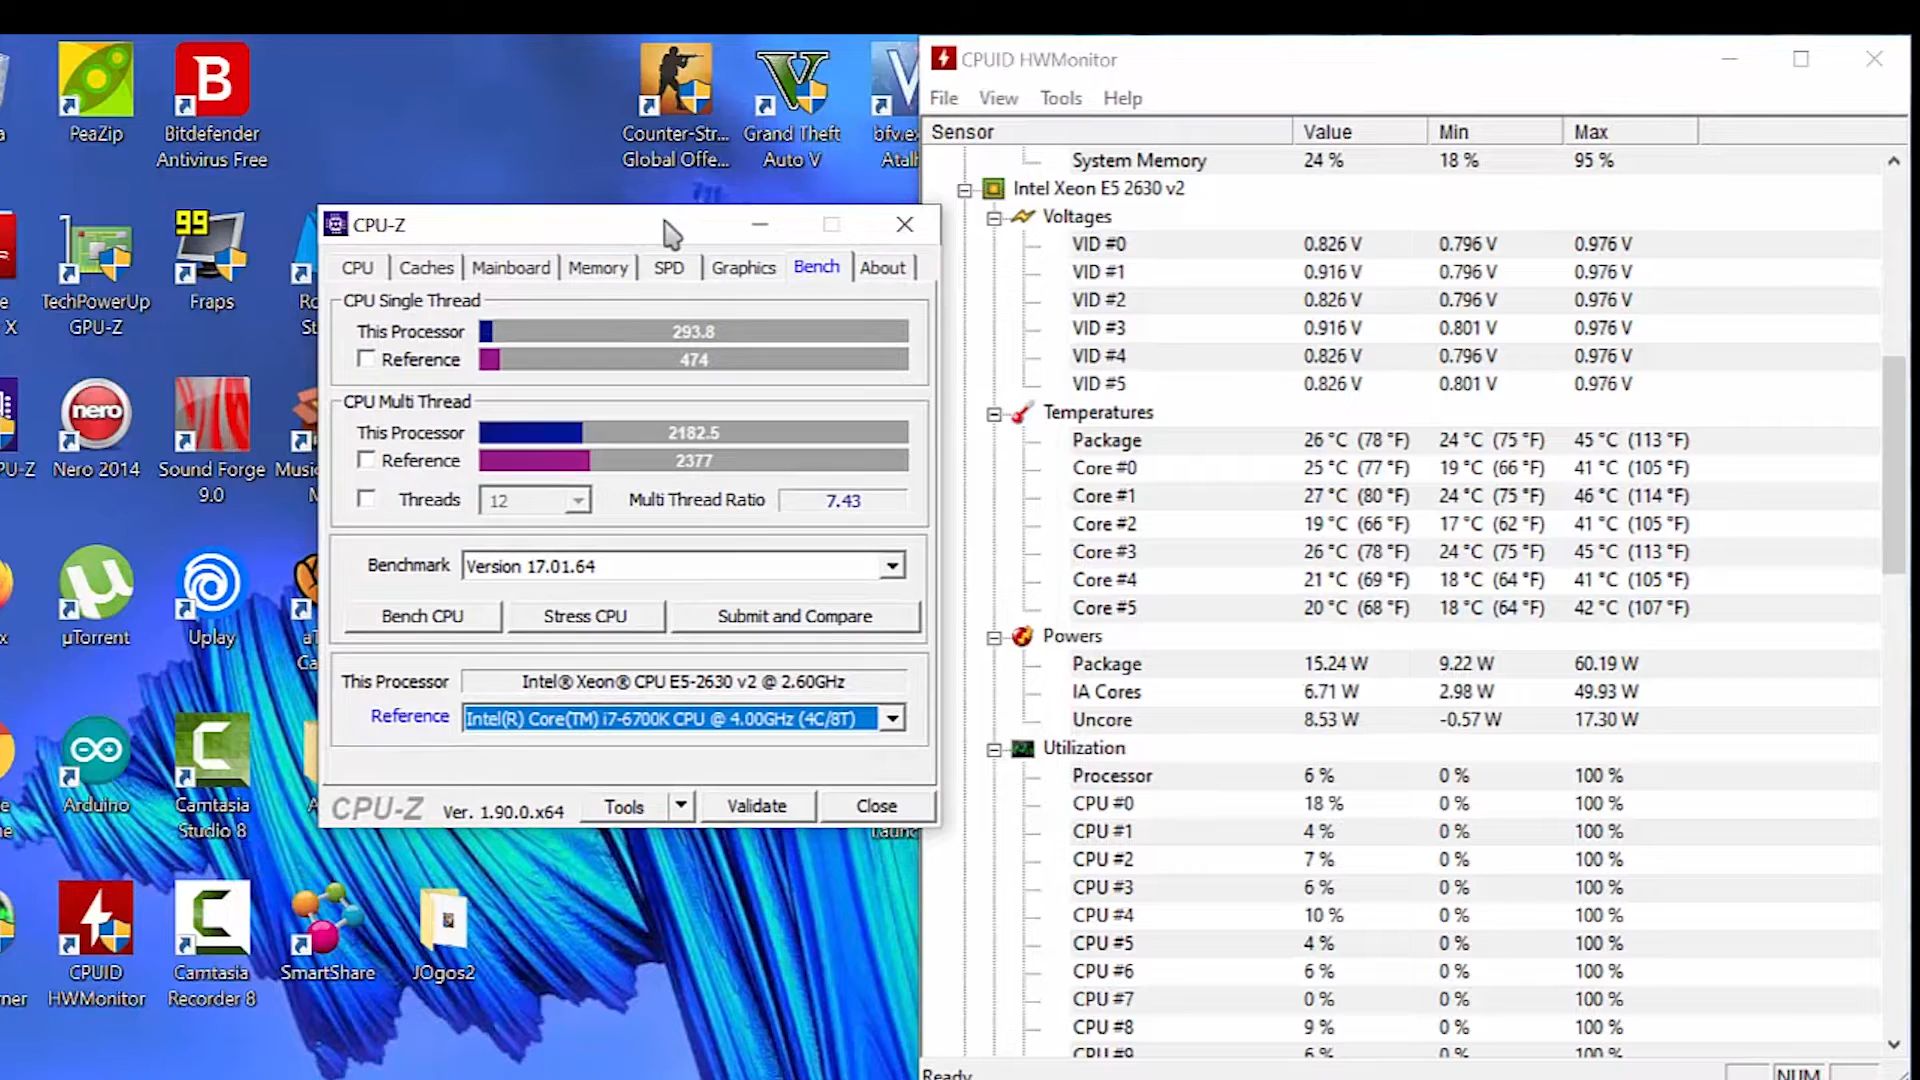 PeaZip
Bitdefender
Antivirus Free
Counter-Str...
Global Offe...
Grand Theft
Auto V
bfv.ex
Atalh
TechPowerUp
GPU-Z
99
Fraps
nero
Nero 2014
Sound Forge
9.0
µTorrent
Uplay
Arduino
Camtasia
Studio 8
CPUID
HWMonitor
Camtasia
Recorder 8
SmartShare
JOgos2
CPU-Z
CPU
Caches
Mainboard
Memory
SPD
Graphics
Bench
About
CPU Single Thread
This Processor 293.8
Reference 474
CPU Multi Thread
This Processor 2182.5
Reference 2377
Threads 12 Multi Thread Ratio 7.43
Benchmark Version 17.01.64
Bench CPU Stress CPU Submit and Compare
This Processor Intel® Xeon® CPU E5-2630 v2 @ 2.60GHz
Reference Intel(R) Core(TM) i7-6700K CPU @ 4.00GHz (4C/8T)
CPU-Z Ver. 1.90.0.x64 Tools Validate Close
CPUID HWMonitor
File View Tools Help
Sensor Value Min Max
System Memory 24 % 18 % 95 %
Intel Xeon E5 2630 v2
Voltages
VID #0 0.826 V 0.796 V 0.976 V
VID #1 0.916 V 0.796 V 0.976 V
VID #2 0.826 V 0.796 V 0.976 V
VID #3 0.916 V 0.801 V 0.976 V
VID #4 0.826 V 0.796 V 0.976 V
VID #5 0.826 V 0.801 V 0.976 V
Temperatures
Package 26 °C (78 °F) 24 °C (75 °F) 45 °C (113 °F)
Core #0 25 °C (77 °F) 19 °C (66 °F) 41 °C (105 °F)
Core #1 27 °C (80 °F) 24 °C (75 °F) 46 °C (114 °F)
Core #2 19 °C (66 °F) 17 °C (62 °F) 41 °C (105 °F)
Core #3 26 °C (78 °F) 24 °C (75 °F) 45 °C (113 °F)
Core #4 21 °C (69 °F) 18 °C (64 °F) 41 °C (105 °F)
Core #5 20 °C (68 °F) 18 °C (64 °F) 42 °C (107 °F)
Powers
Package 15.24 W 9.22 W 60.19 W
IA Cores 6.71 W 2.98 W 49.93 W
Uncore 8.53 W -0.57 W 17.30 W
Utilization
Processor 6 % 0 % 100 %
CPU #0 18 % 0 % 100 %
CPU #1 4 % 0 % 100 %
CPU #2 7 % 0 % 100 %
CPU #3 6 % 0 % 100 %
CPU #4 10 % 0 % 100 %
CPU #5 4 % 0 % 100 %
CPU #6 6 % 0 % 100 %
CPU #7 0 % 0 % 100 %
CPU #8 9 % 0 % 100 %
CPU #9 6 % 0 % 100 %
Ready NUM